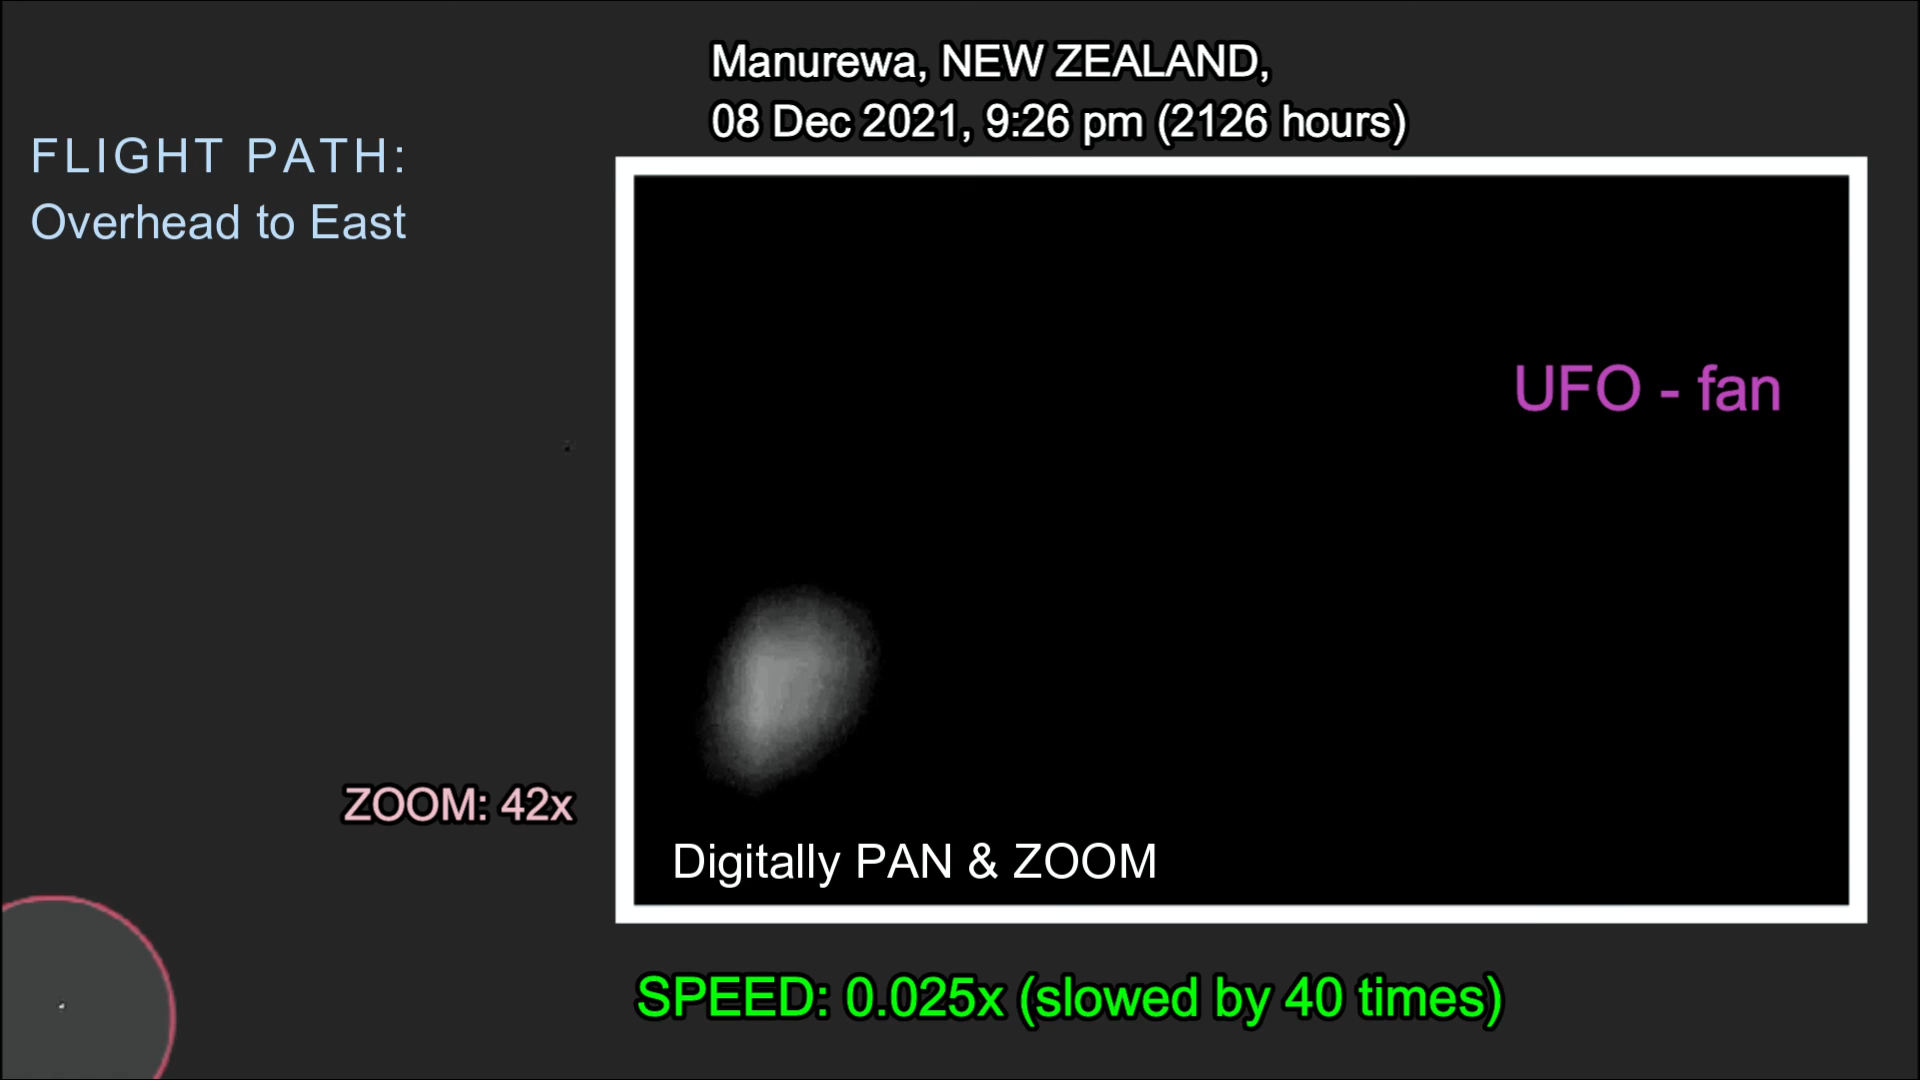 Manurewa, NEW ZEALAND,
08 Dec 2021, 9:26 pm (2126 hours)
FLIGHT PATH:
Overhead to East
UFO - fan
ZOOM: 42x
Digitally PAN & ZOOM
SPEED: 0.025x (slowed by 40 times)